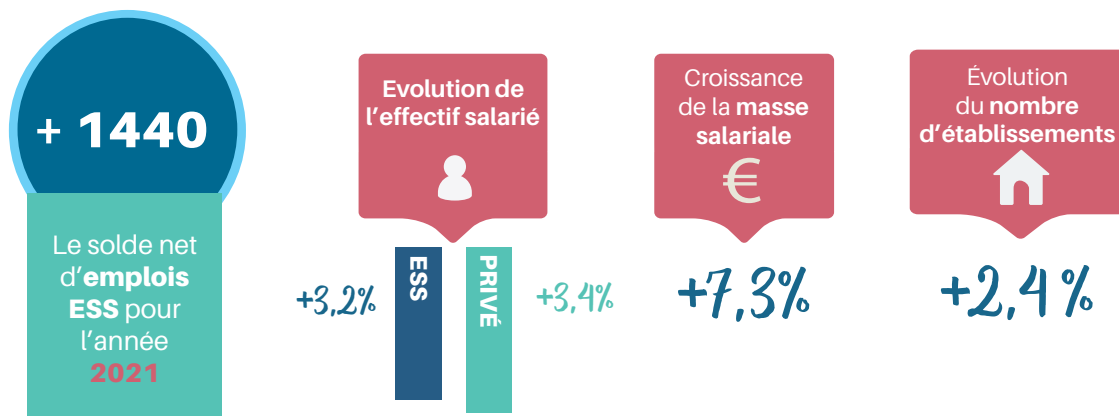 + 1440
Le solde net
d'emplois
ESS pour
l'année
2021
Evolution de
l'effectif salarié
+3,2%
ESS
PRIVÉ
+3,4%
Croissance
de la masse
salariale
€
+7,3%
Évolution
du nombre
d'établissements
+2,4%